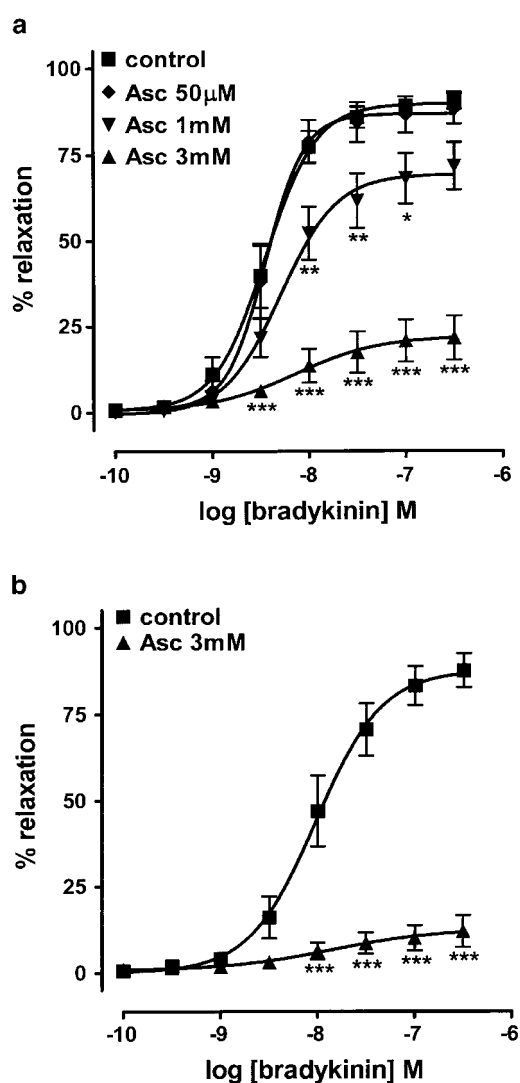 a
control
Asc 50μM
Asc 1mM
Asc 3mM
100
75
50
25
0
% relaxation
**
**
*
***
***
***
***
***
-10
-9
-8
-7
-6
log [bradykinin] M
b
control
Asc 3mM
100
75
50
25
0
% relaxation
***
***
***
***
-10
-9
-8
-7
-6
log [bradykinin] M